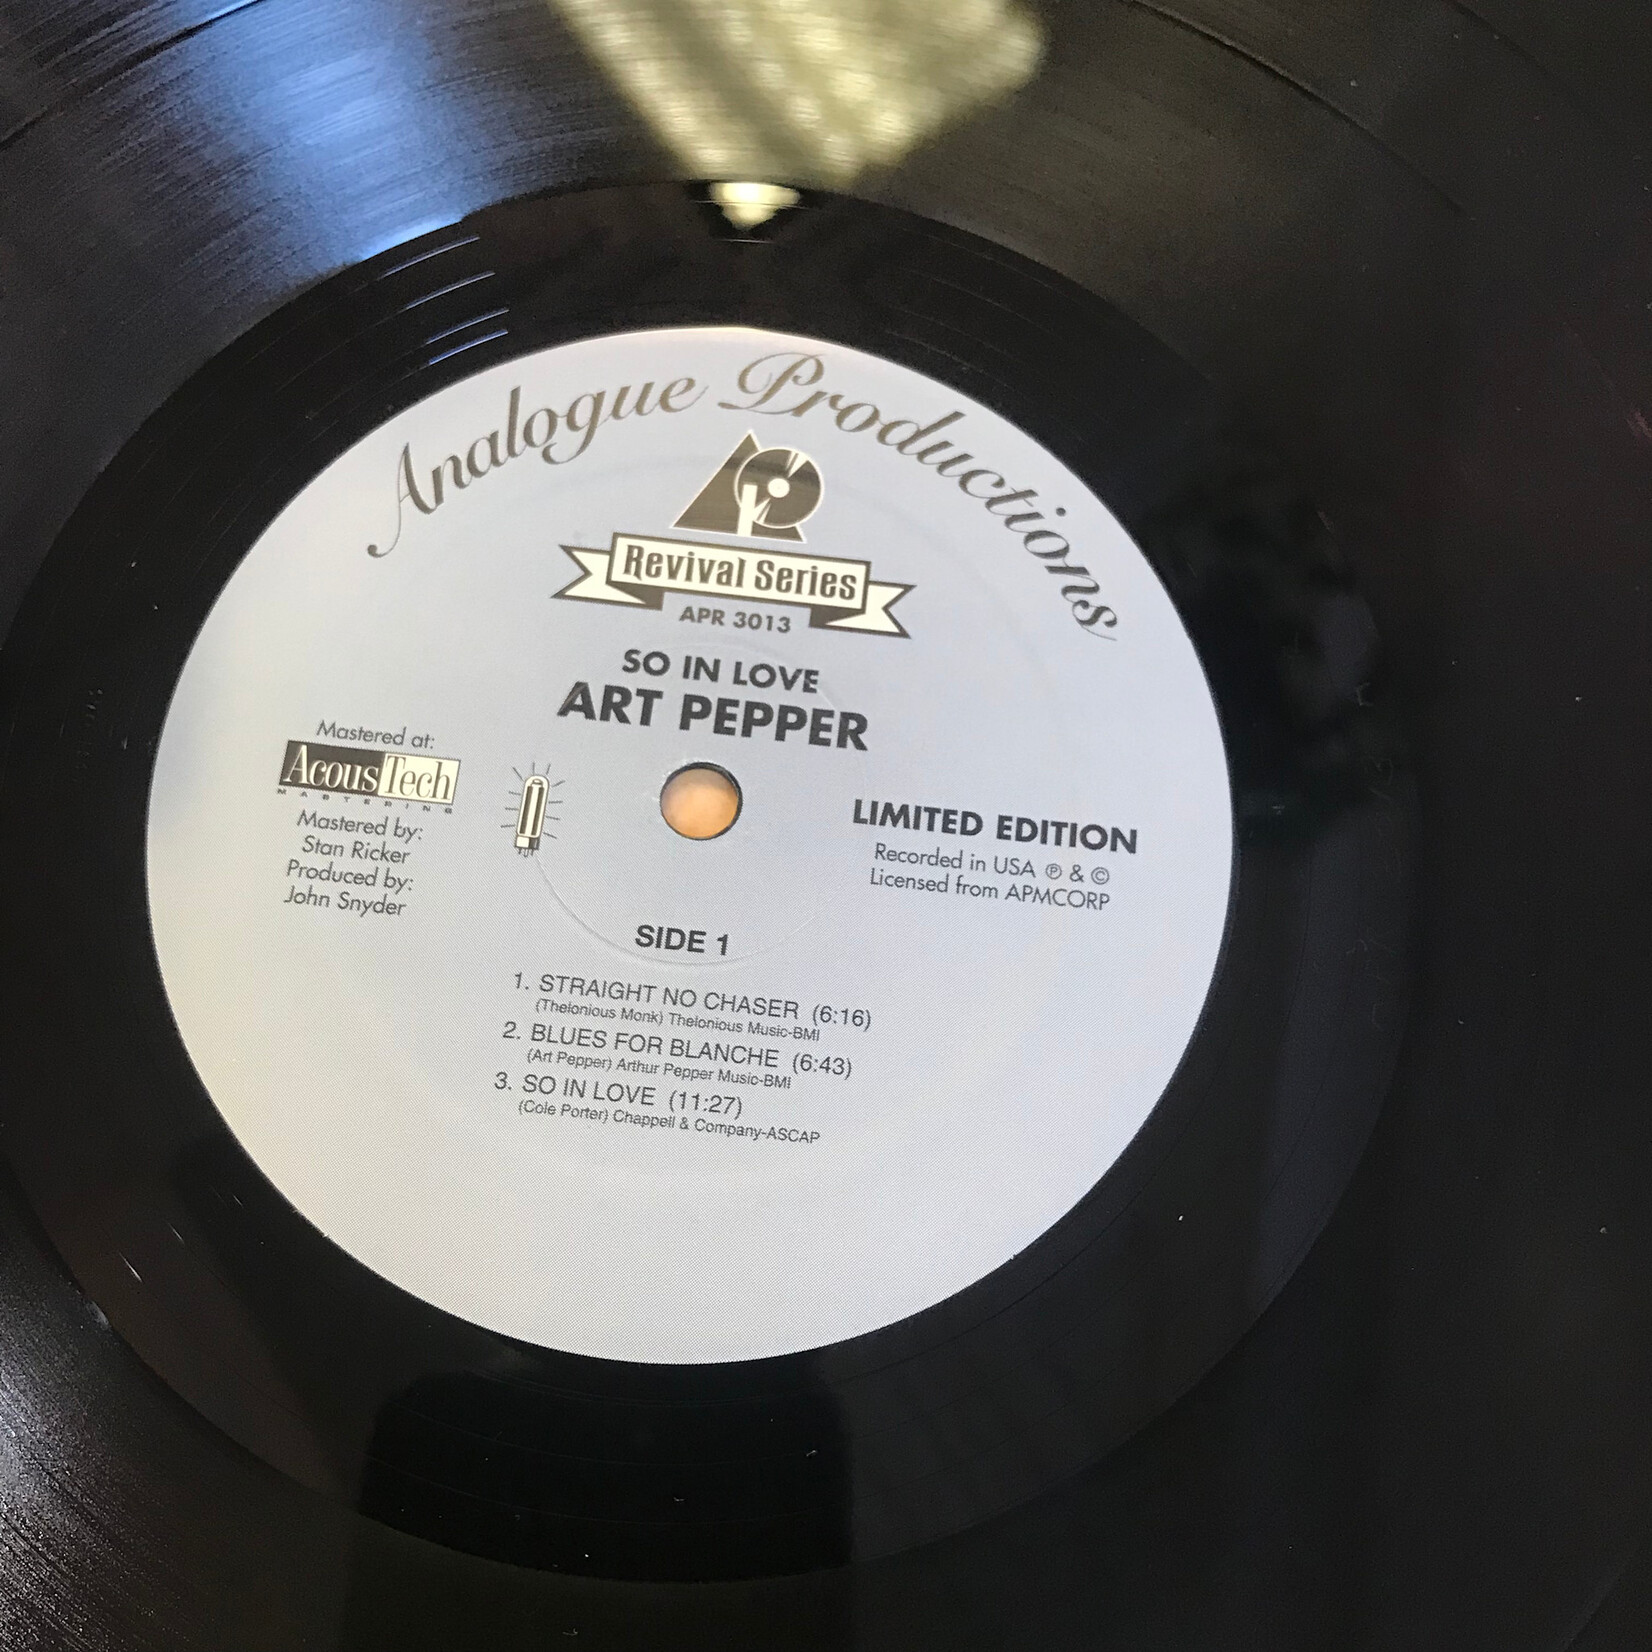 Analogue Productions
Revival Series
APR 3013
SO IN LOVE
ART PEPPER
Mastered at:
AcousTech
MASTERING
Mastered by:
Stan Ricker
Produced by:
John Snyder
LIMITED EDITION
Recorded in USA ℗ & ©
Licensed from APMCORP
SIDE 1
1. STRAIGHT NO CHASER (6:16)
(Thelonious Monk) Thelonious Music-BMI
2. BLUES FOR BLANCHE (6:43)
(Art Pepper) Arthur Pepper Music-BMI
3. SO IN LOVE (11:27)
(Cole Porter) Chappell & Company-ASCAP